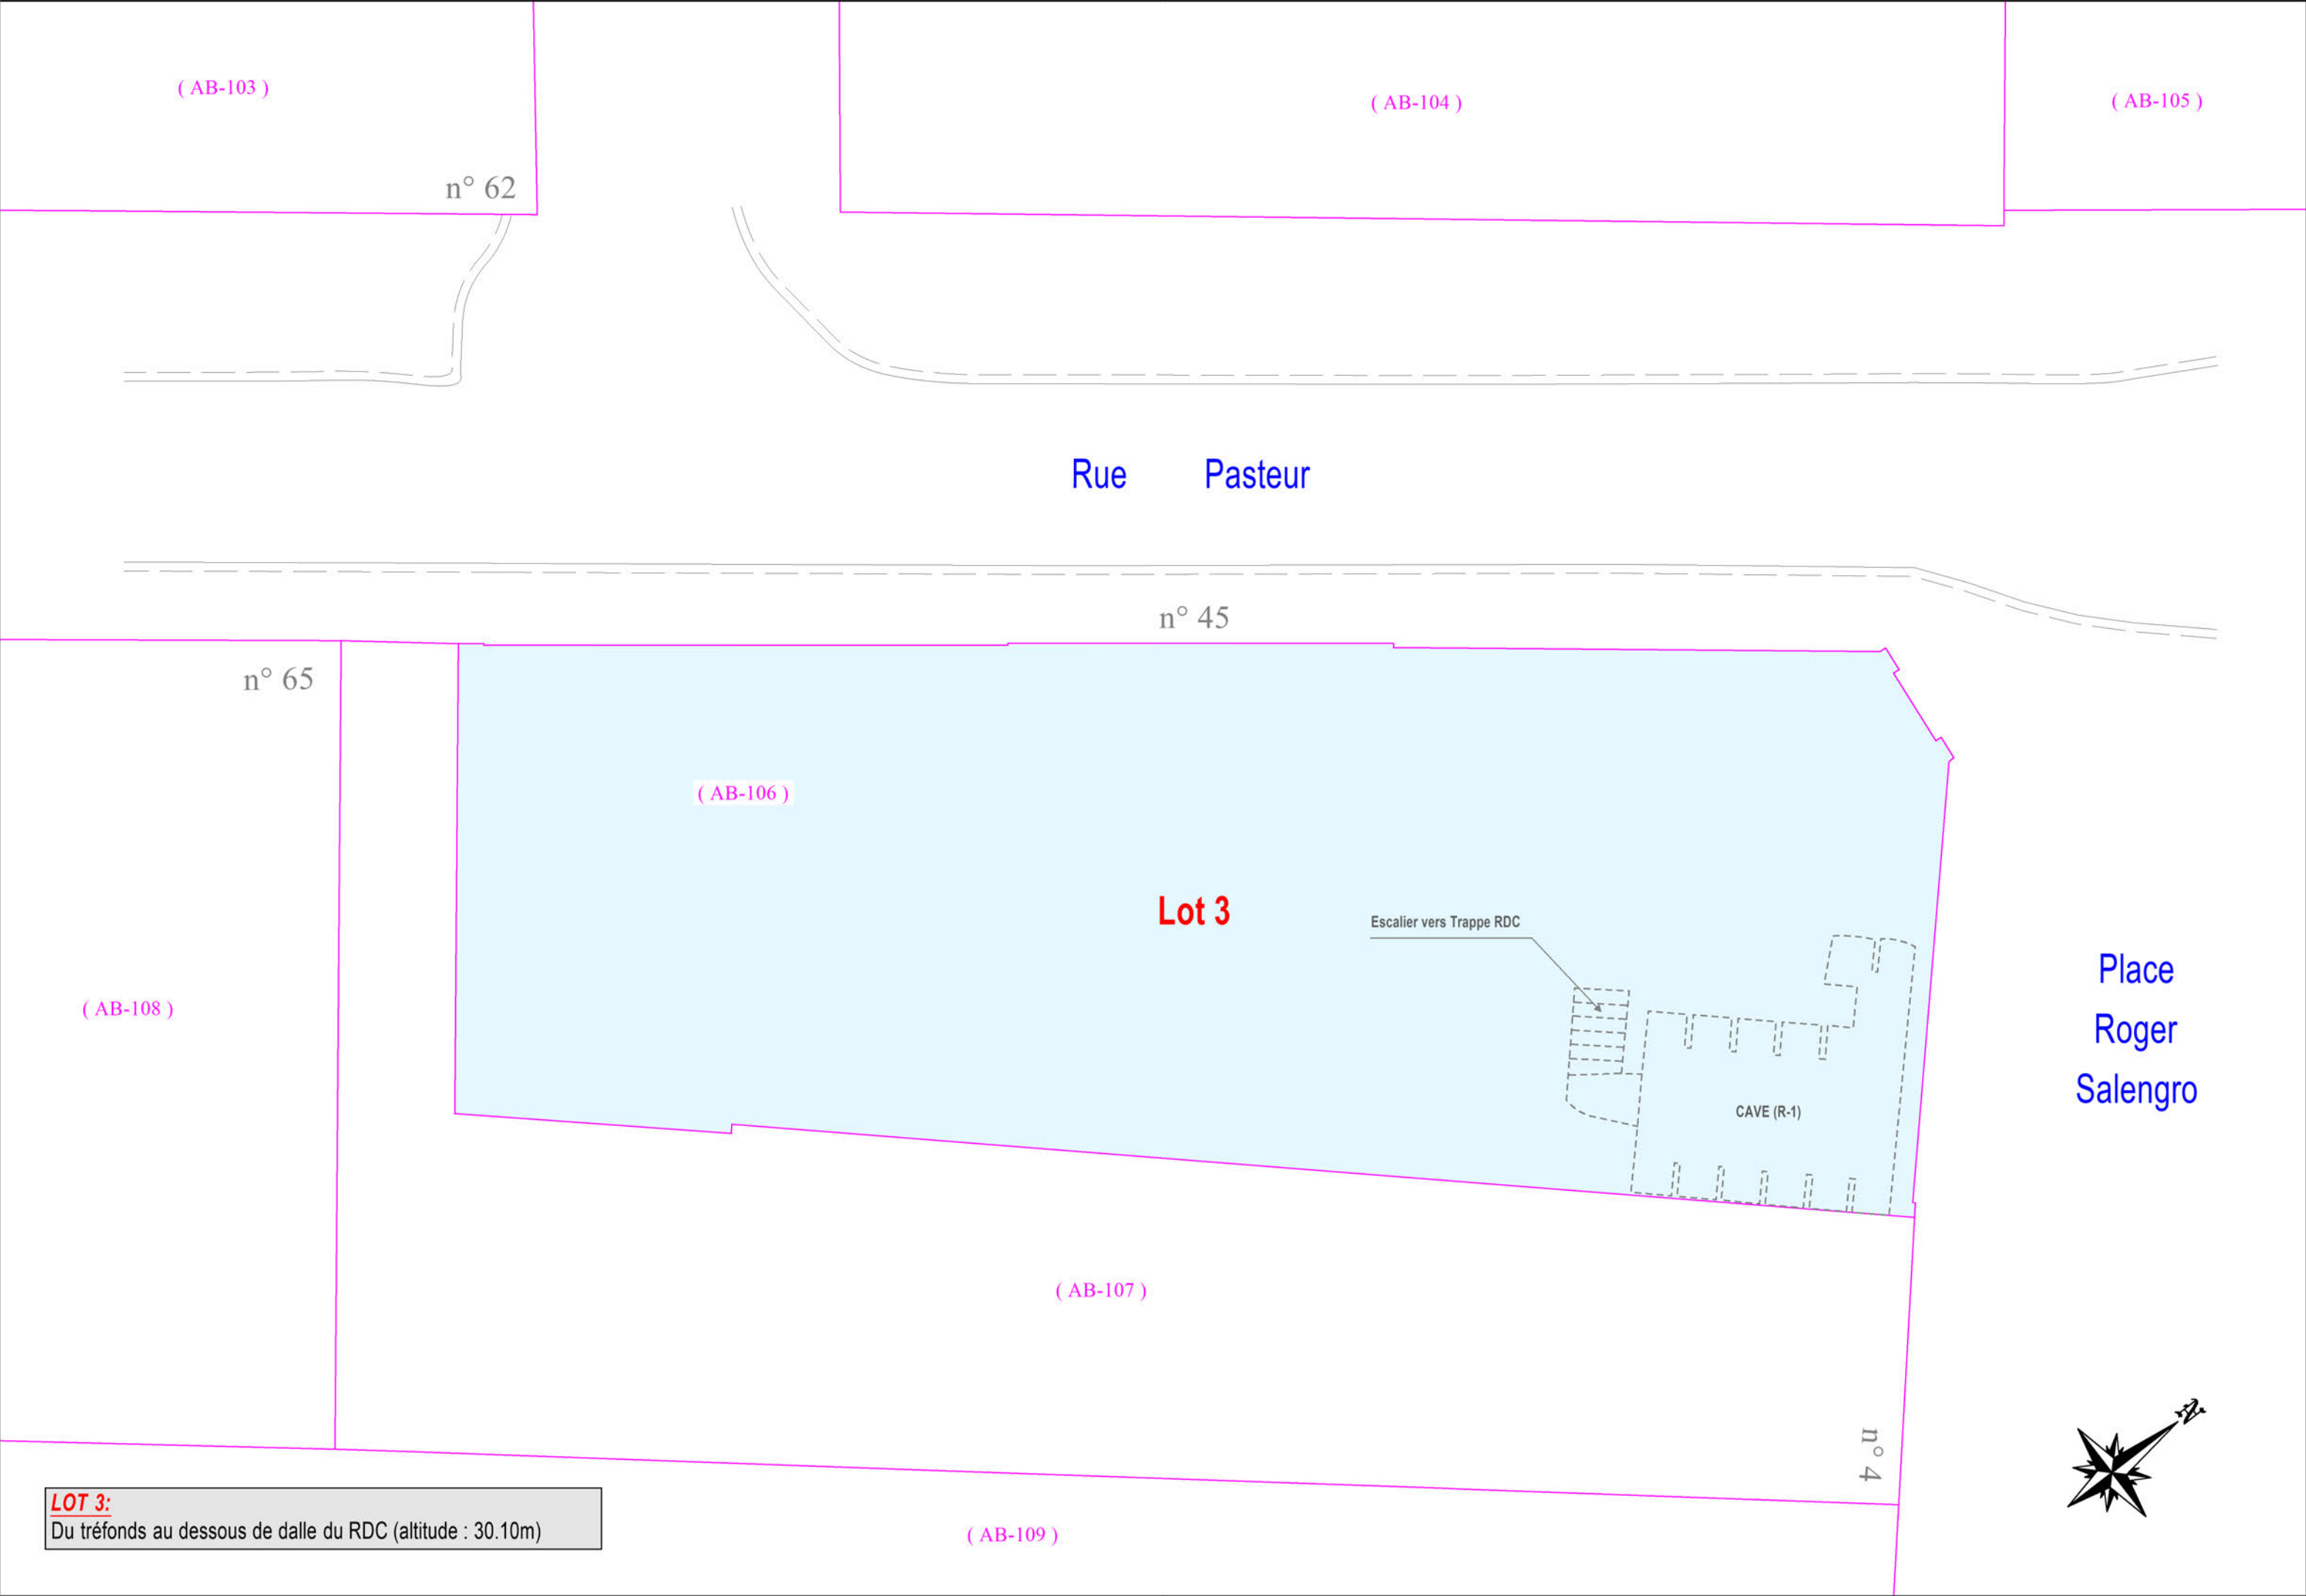 ( AB-103 )
( AB-104 )
( AB-105 )
n° 62
Rue Pasteur
n° 45
n° 65
( AB-106 )
Lot 3
Escalier vers Trappe RDC
Place
Roger
Salengro
( AB-108 )
CAVE (R-1)
( AB-107 )
n° 4
LOT 3:
Du tréfonds au dessous de dalle du RDC (altitude : 30.10m)
( AB-109 )